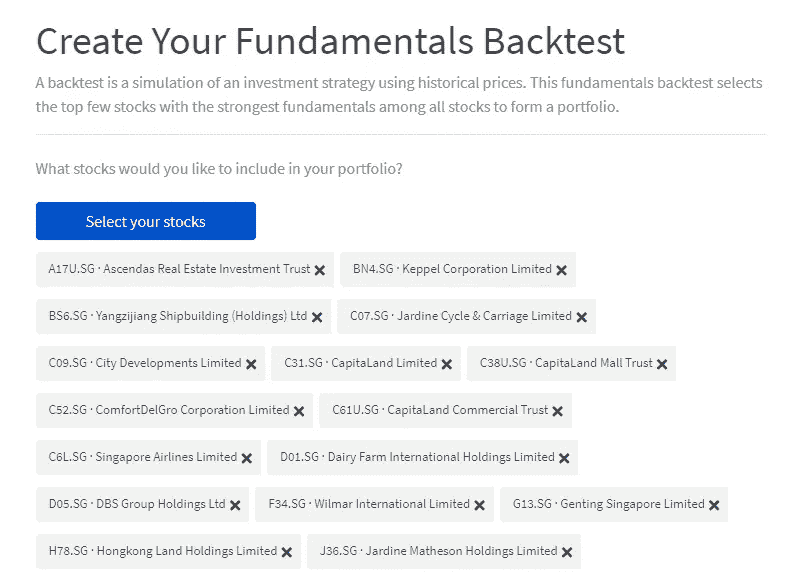 Create Your Fundamentals Backtest
A backtest is a simulation of an investment strategy using historical prices. This fundamentals backtest selects
the top few stocks with the strongest fundamentals among all stocks to form a portfolio.
What stocks would you like to include in your portfolio?
Select your stocks
A17U.SG · Ascendas Real Estate Investment Trust ✖ BN4.SG · Keppel Corporation Limited ✖
BS6.SG · Yangzijiang Shipbuilding (Holdings) Ltd ✖ C07.SG · Jardine Cycle & Carriage Limited ✖
C09.SG · City Developments Limited ✖ C31.SG · CapitaLand Limited ✖ C38U.SG · CapitaLand Mall Trust ✖
C52.SG · ComfortDelGro Corporation Limited ✖ C61U.SG · CapitaLand Commercial Trust ✖
C6L.SG · Singapore Airlines Limited ✖ D01.SG · Dairy Farm International Holdings Limited ✖
D05.SG · DBS Group Holdings Ltd ✖ F34.SG · Wilmar International Limited ✖ G13.SG · Genting Singapore Limited ✖
H78.SG · Hongkong Land Holdings Limited ✖ J36.SG · Jardine Matheson Holdings Limited ✖